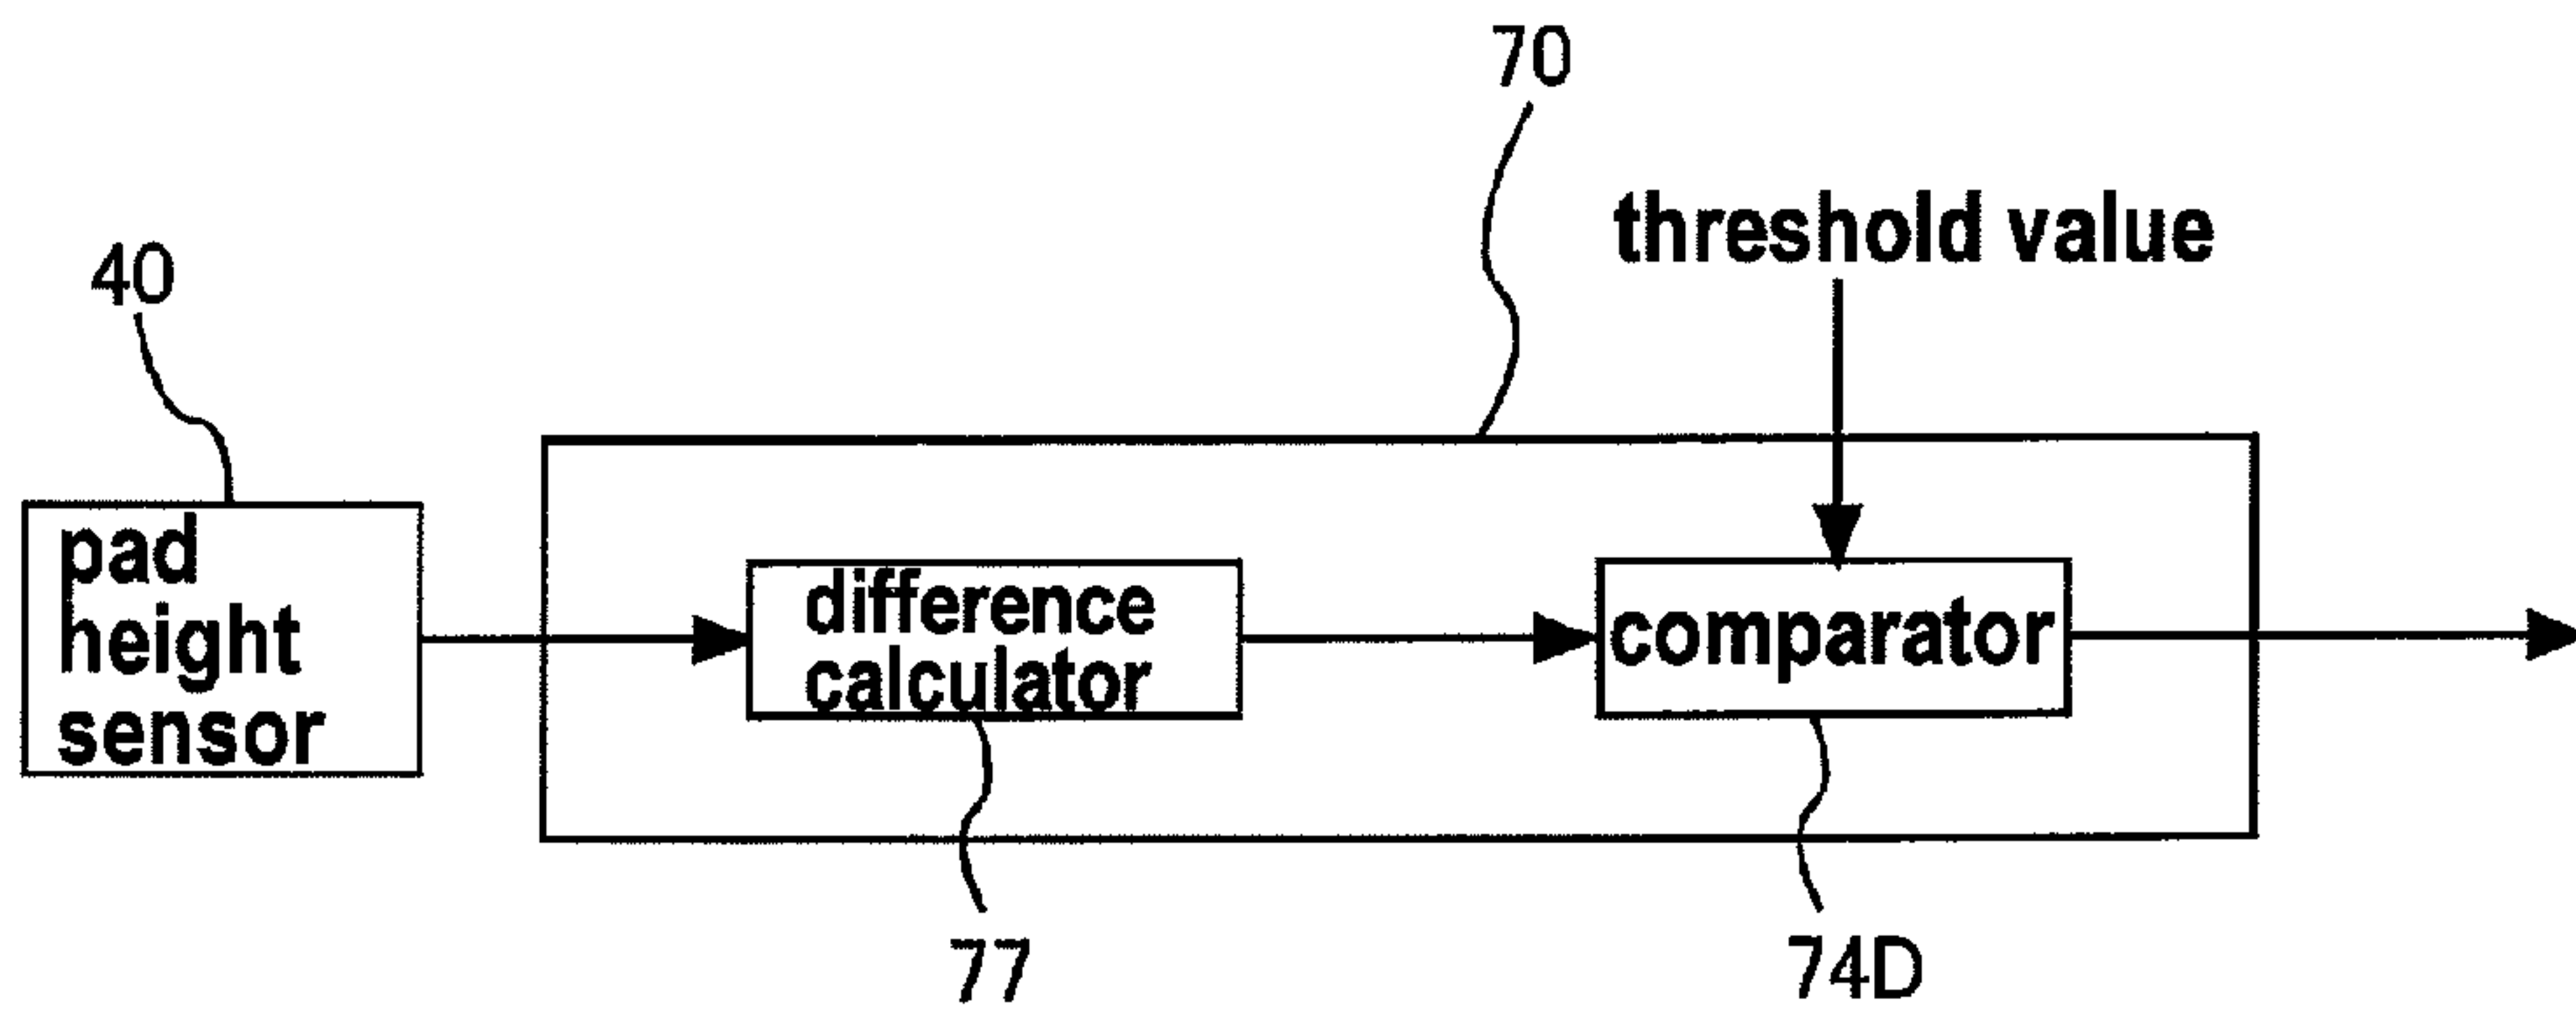 70
threshold value
40
pad
height
sensor
difference
calculator
comparator
77
74D